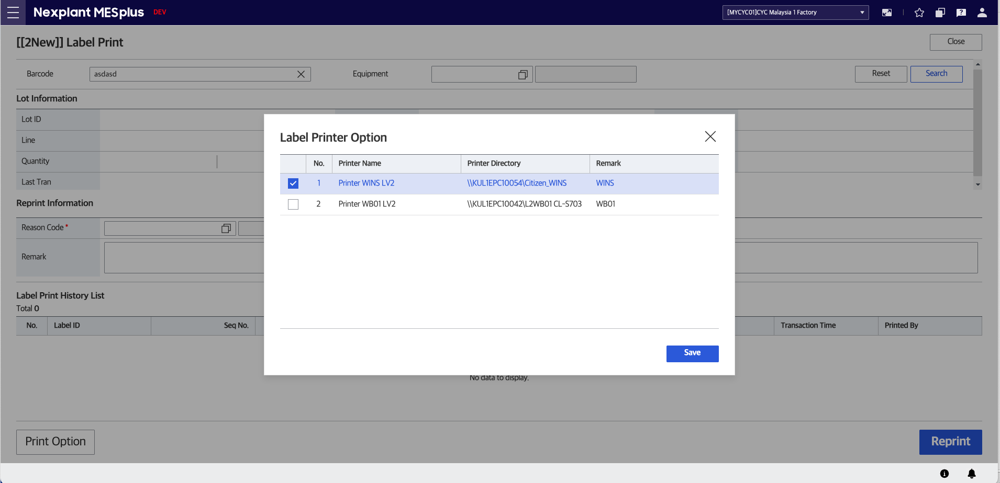 Nexplant MESplus DEV [MYCYC01]CYC Malaysia 1 Factory
[[2New]] Label Print Close
Barcode asdasd Equipment Reset Search
Lot Information
Lot ID
Line
Quantity
Last Tran
Reprint Information
Reason Code *
Remark
Label Print History List
Total 0
No. Label ID Seq No. Transaction Time Printed By
No data to display.
Print Option Reprint
Label Printer Option
No. Printer Name Printer Directory Remark
1 Printer WINS LV2 \\KUL1EPC10054\Citizen_WINS WINS
2 Printer WB01 LV2 \\KUL1EPC10042\L2WB01 CL-S703 WB01
Save